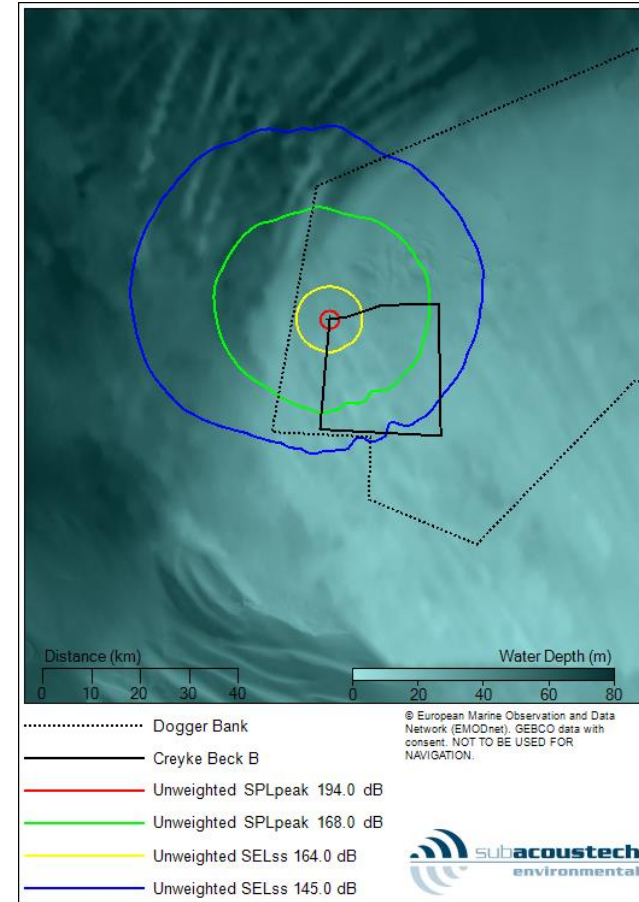 Distance (km)
0 10 20 30 40
Water Depth (m)
0 20 40 60 80
Dogger Bank
Creyke Beck B
Unweighted SPLpeak 194.0 dB
Unweighted SPLpeak 168.0 dB
Unweighted SELss 164.0 dB
Unweighted SELss 145.0 dB
© European Marine Observation and Data
Network (EMODnet). GEBCO data with
consent. NOT TO BE USED FOR
NAVIGATION.
subacoustech
environmental